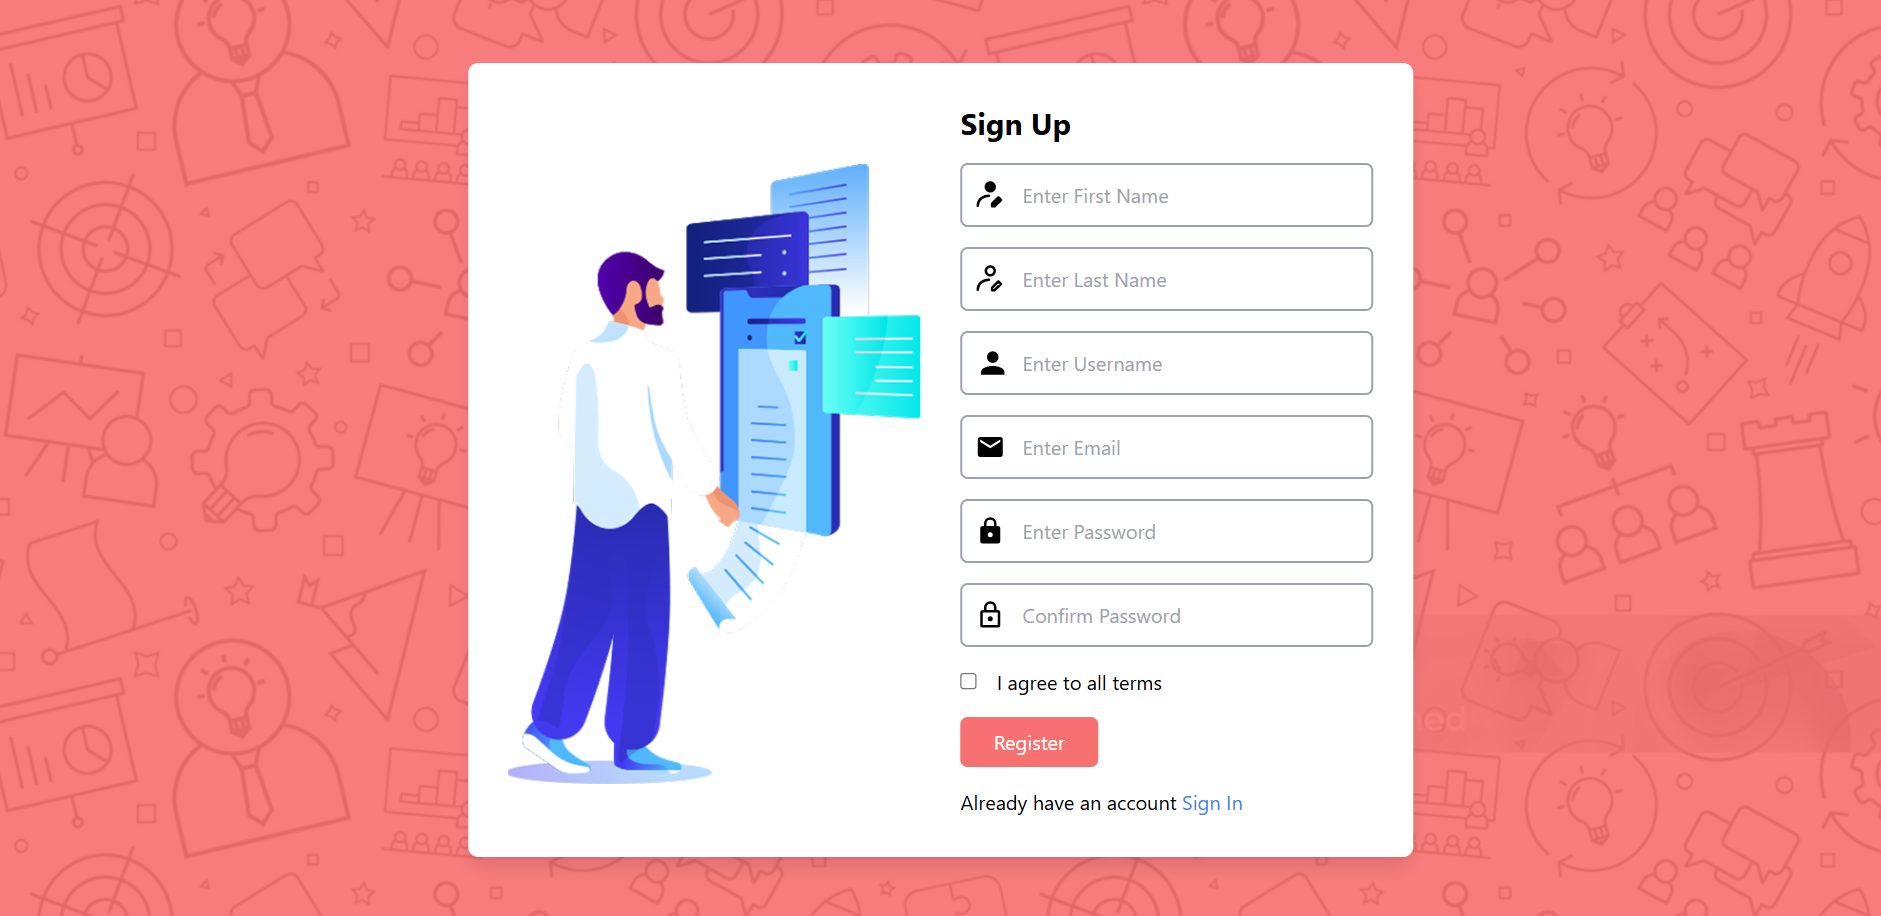 Sign Up
Enter First Name
Enter Last Name
Enter Username
Enter Email
Enter Password
Confirm Password
I agree to all terms
Register
Already have an account Sign In